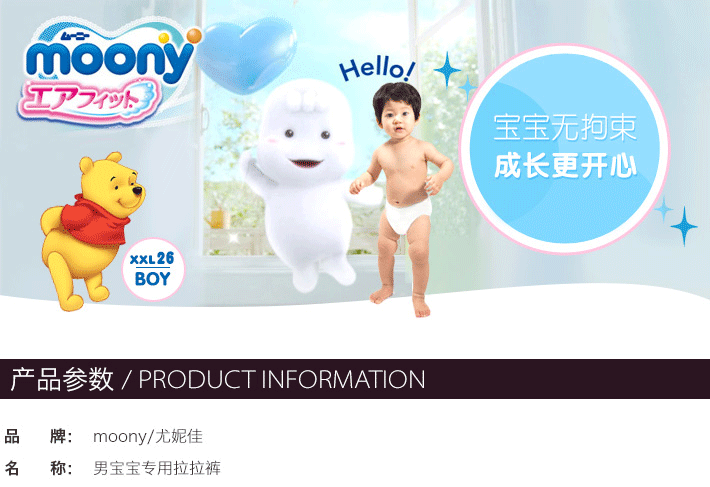 ムーニー
moony
エアフィット
Hello!
宝宝无拘束
成长更开心
XXL26
BOY
产品参数 / PRODUCT INFORMATION
品 牌： moony/尤妮佳
名 称： 男宝宝专用拉拉裤